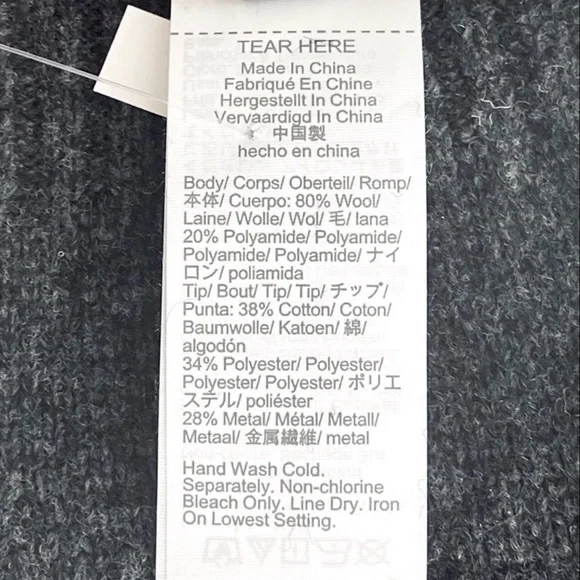 TEAR HERE
Made In China
Fabriqué En Chine
Hergestellt In China
Vervaardigd In China
中国製
hecho en china
Body/ Corps/ Oberteil/ Romp/
本体/ Cuerpo: 80% Wool/
Laine/ Wolle/ Wol/ 毛/ lana
20% Polyamide/ Polyamide/
Polyamide/ Polyamide/ ナイ
ロン/ poliamida
Tip/ Bout/ Tip/ Tip/ チップ/
Punta: 38% Cotton/ Coton/
Baumwolle/ Katoen/ 綿/
algodón
34% Polyester/ Polyester/
Polyester/ Polyester/ ポリエ
ステル/ poliéster
28% Metal/ Métal/ Metall/
Metaal/ 金属繊維/ metal
Hand Wash Cold.
Separately. Non-chlorine
Bleach Only. Line Dry. Iron
On Lowest Setting.